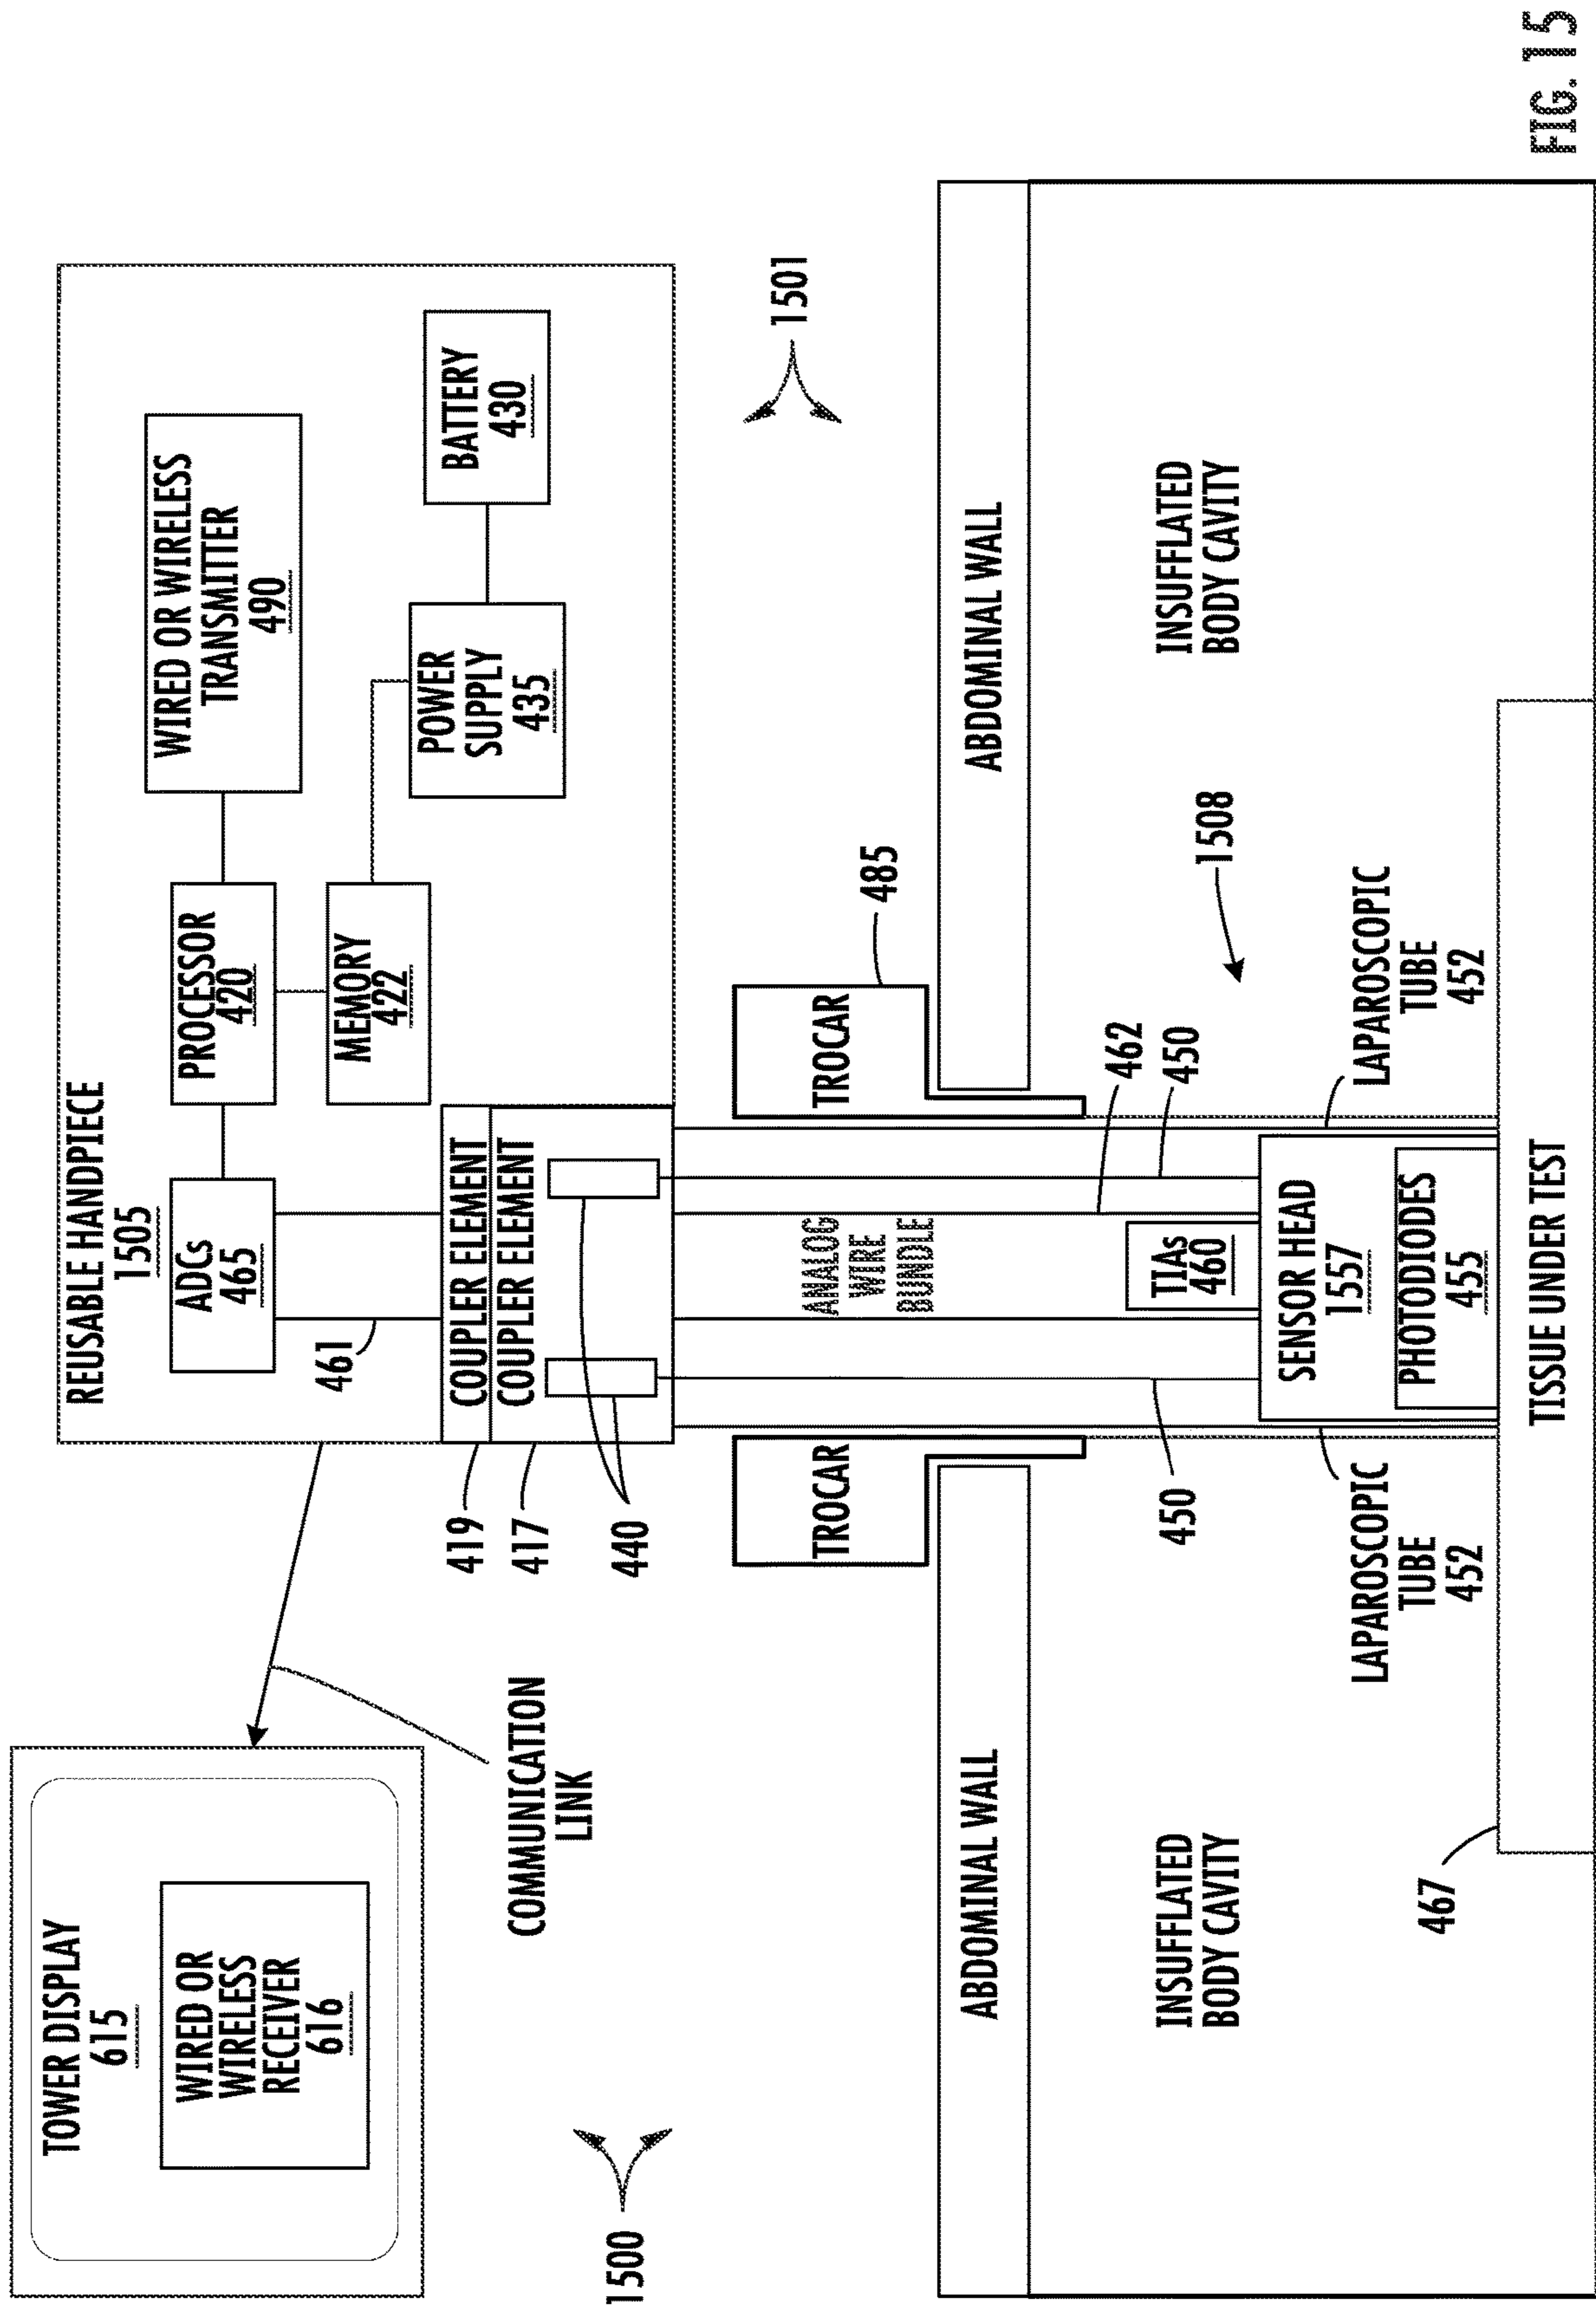 TOWER DISPLAY
615
WIRED OR
WIRELESS
RECEIVER
616
COMMUNICATION
LINK
1500
REUSABLE HANDPIECE
1505
ADCs
465
PROCESSOR
420
MEMORY
422
WIRED OR WIRELESS
TRANSMITTER
490
POWER
SUPPLY
435
BATTERY
430
461
COUPLER ELEMENT
COUPLER ELEMENT
419
417
440
1501
TROCAR
TROCAR
485
ANALOG
WIRE
BUNDLE
ABDOMINAL WALL
ABDOMINAL WALL
462
450
450
1508
TIAs
460
INSUFFLATED
BODY CAVITY
INSUFFLATED
BODY CAVITY
SENSOR HEAD
1557
PHOTODIODES
455
LAPAROSCOPIC
TUBE
452
LAPAROSCOPIC
TUBE
452
467
TISSUE UNDER TEST
FIG. 15